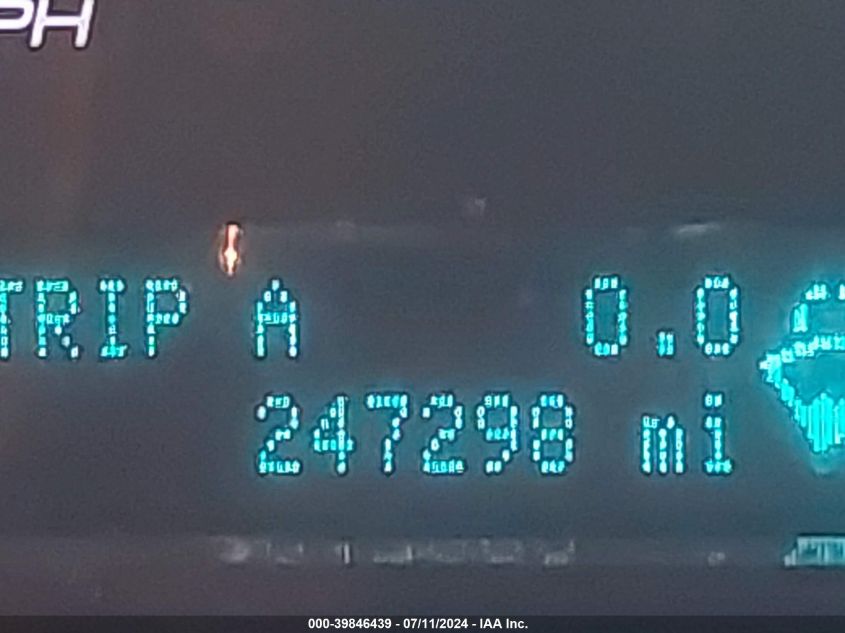 PH
TRIP A 0.0
247298 mi
000-39846439 - 07/11/2024 - IAA Inc.